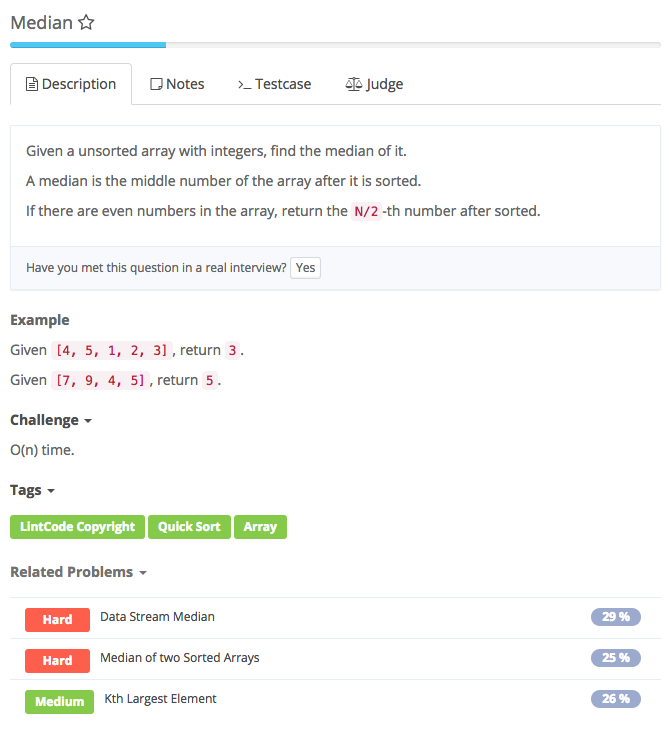 Median
Description Notes >_ Testcase Judge
Given a unsorted array with integers, find the median of it.
A median is the middle number of the array after it is sorted.
If there are even numbers in the array, return the N/2 -th number after sorted.
Have you met this question in a real interview? Yes
Example
Given [4, 5, 1, 2, 3] , return 3 .
Given [7, 9, 4, 5] , return 5 .
Challenge
O(n) time.
Tags
LintCode Copyright Quick Sort Array
Related Problems
Hard Data Stream Median 29 %
Hard Median of two Sorted Arrays 25 %
Medium Kth Largest Element 26 %